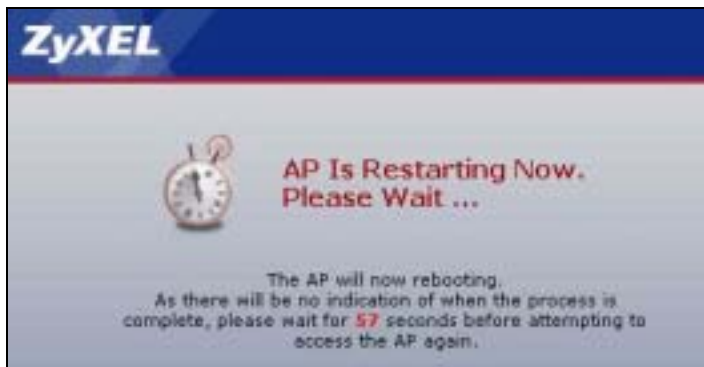 ZyXEL
AP Is Restarting Now.
Please Wait ...
The AP will now rebooting.
As there will be no indication of when the process is
complete, please wait for 57 seconds before attempting to
access the AP again.